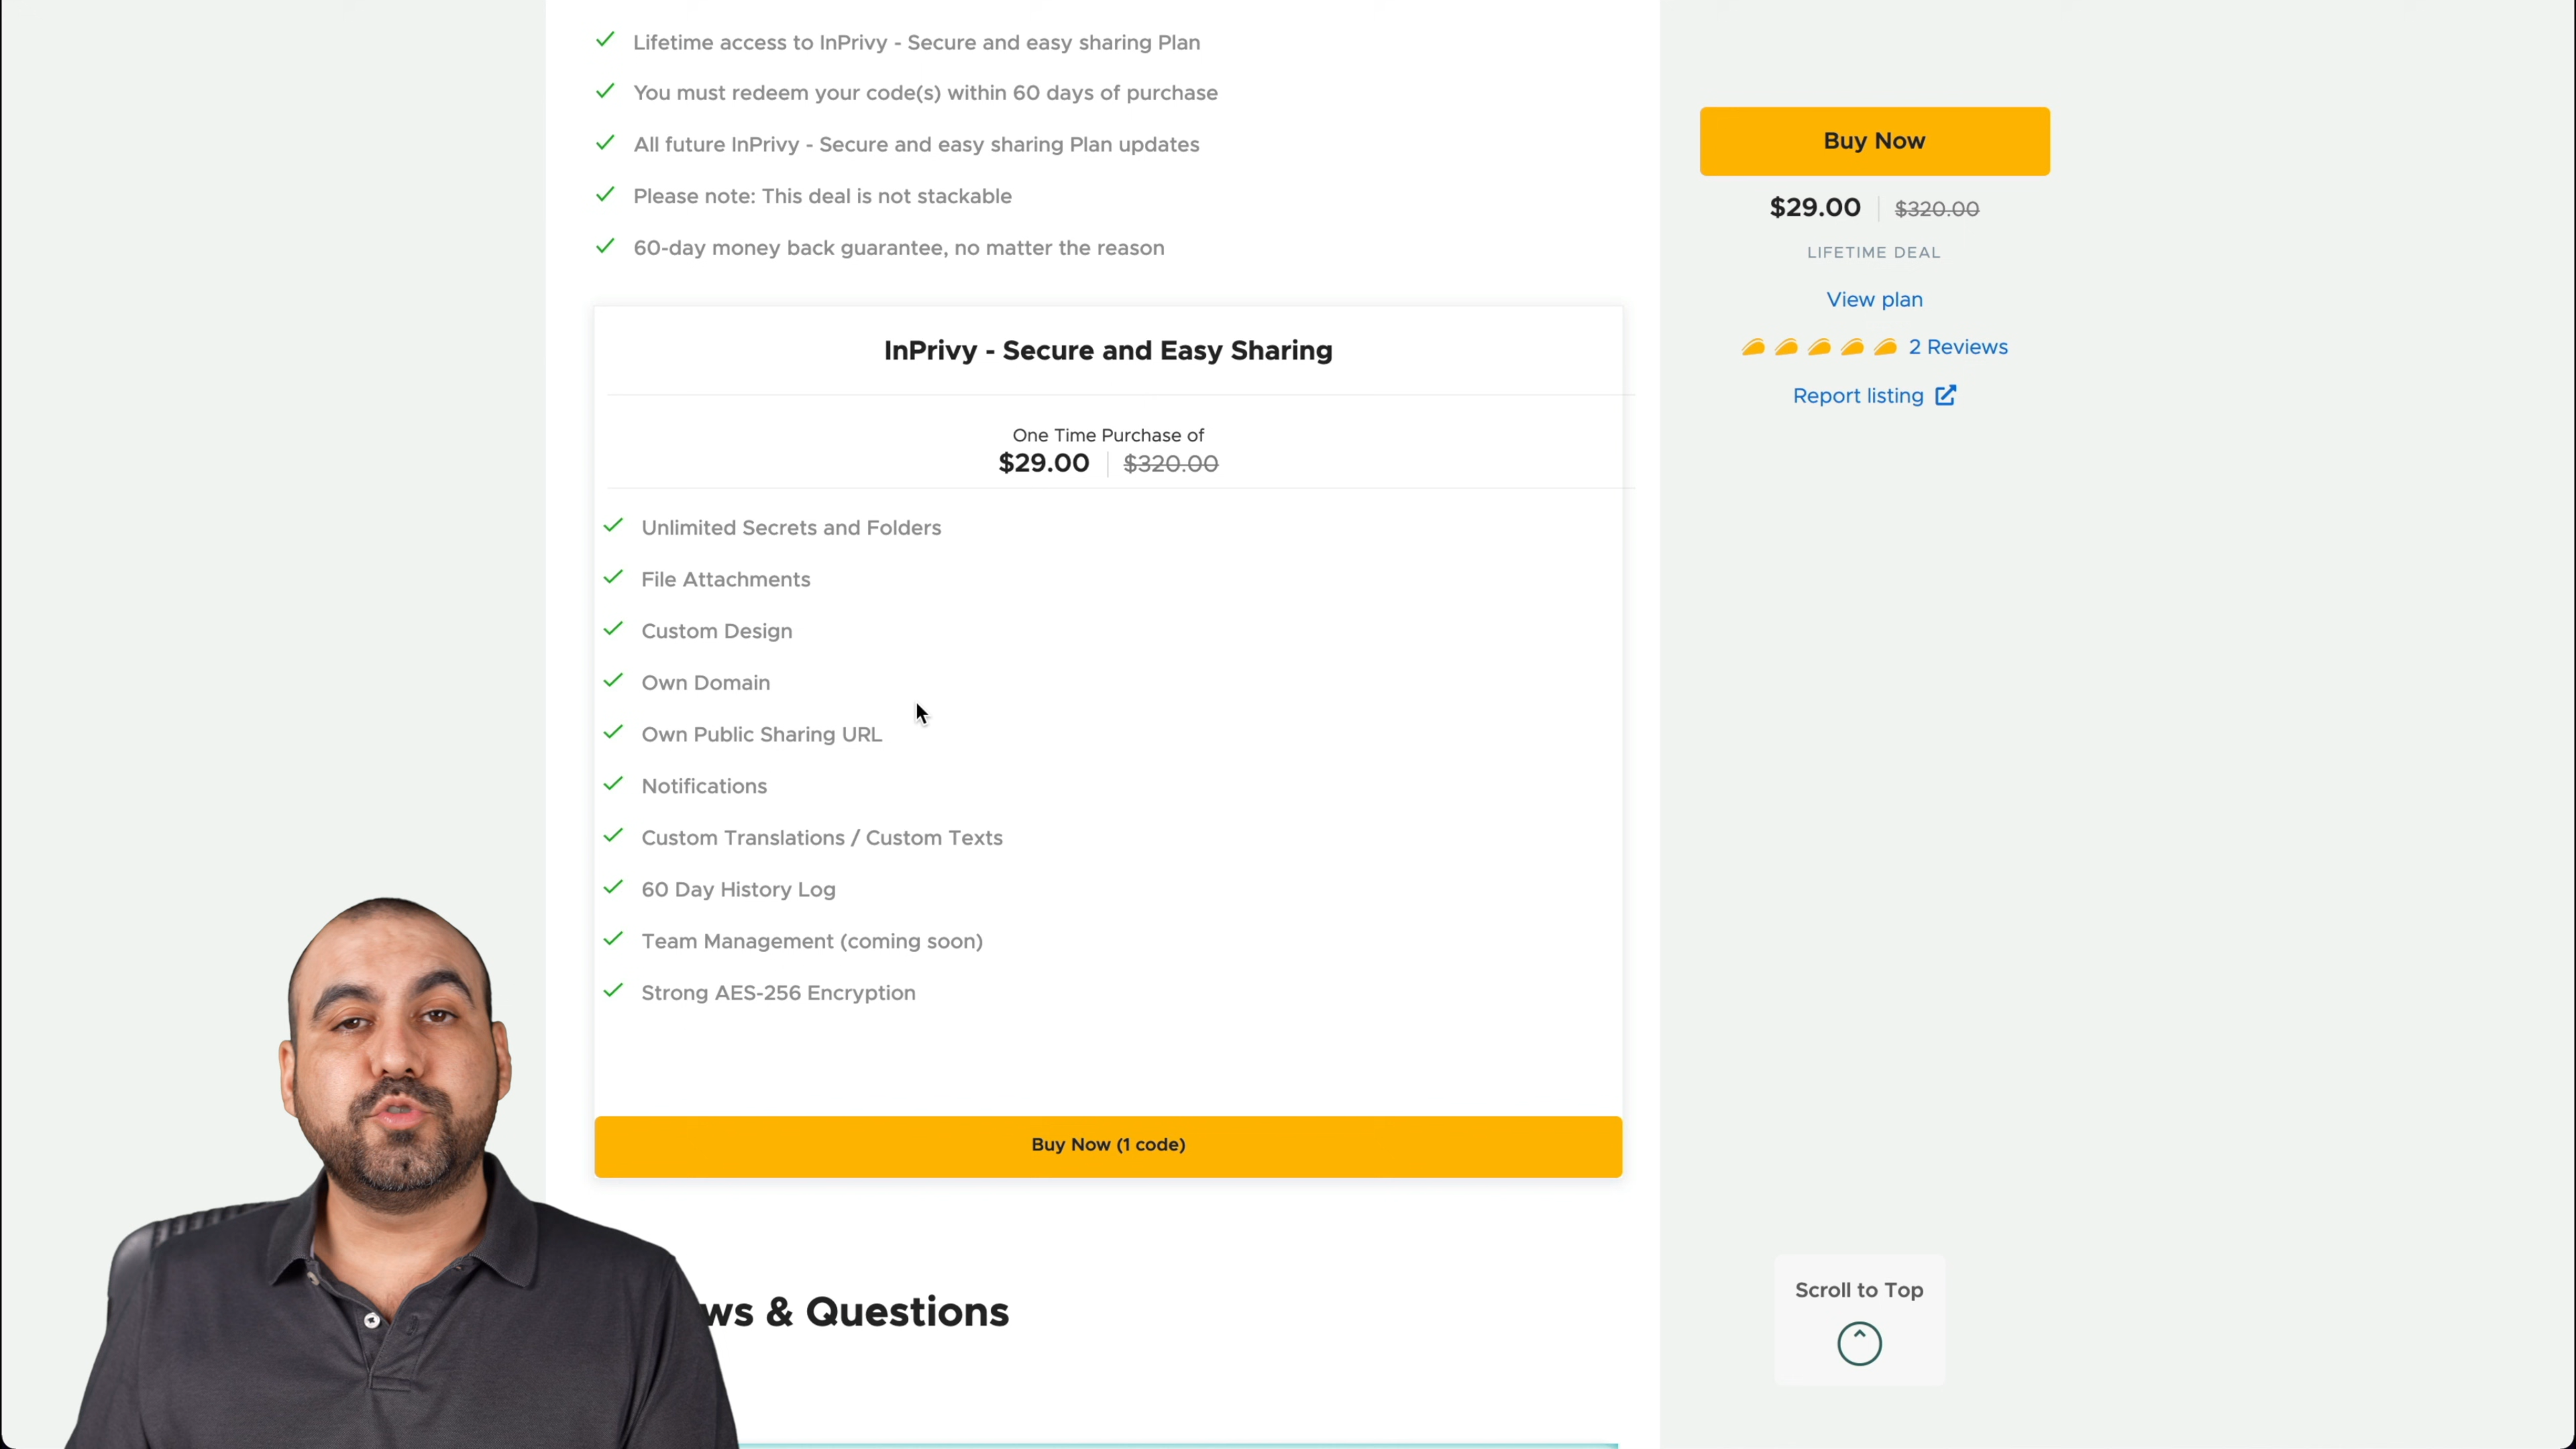 Lifetime access to InPrivy - Secure and easy sharing Plan
You must redeem your code(s) within 60 days of purchase
All future InPrivy - Secure and easy sharing Plan updates
Please note: This deal is not stackable
60-day money back guarantee, no matter the reason
InPrivy - Secure and Easy Sharing
One Time Purchase of
$29.00 $320.00
Unlimited Secrets and Folders
File Attachments
Custom Design
Own Domain
Own Public Sharing URL
Notifications
Custom Translations / Custom Texts
60 Day History Log
Team Management (coming soon)
Strong AES-256 Encryption
Buy Now (1 code)
ws & Questions
Buy Now
$29.00 $320.00
LIFETIME DEAL
View plan
2 Reviews
Report listing
Scroll to Top